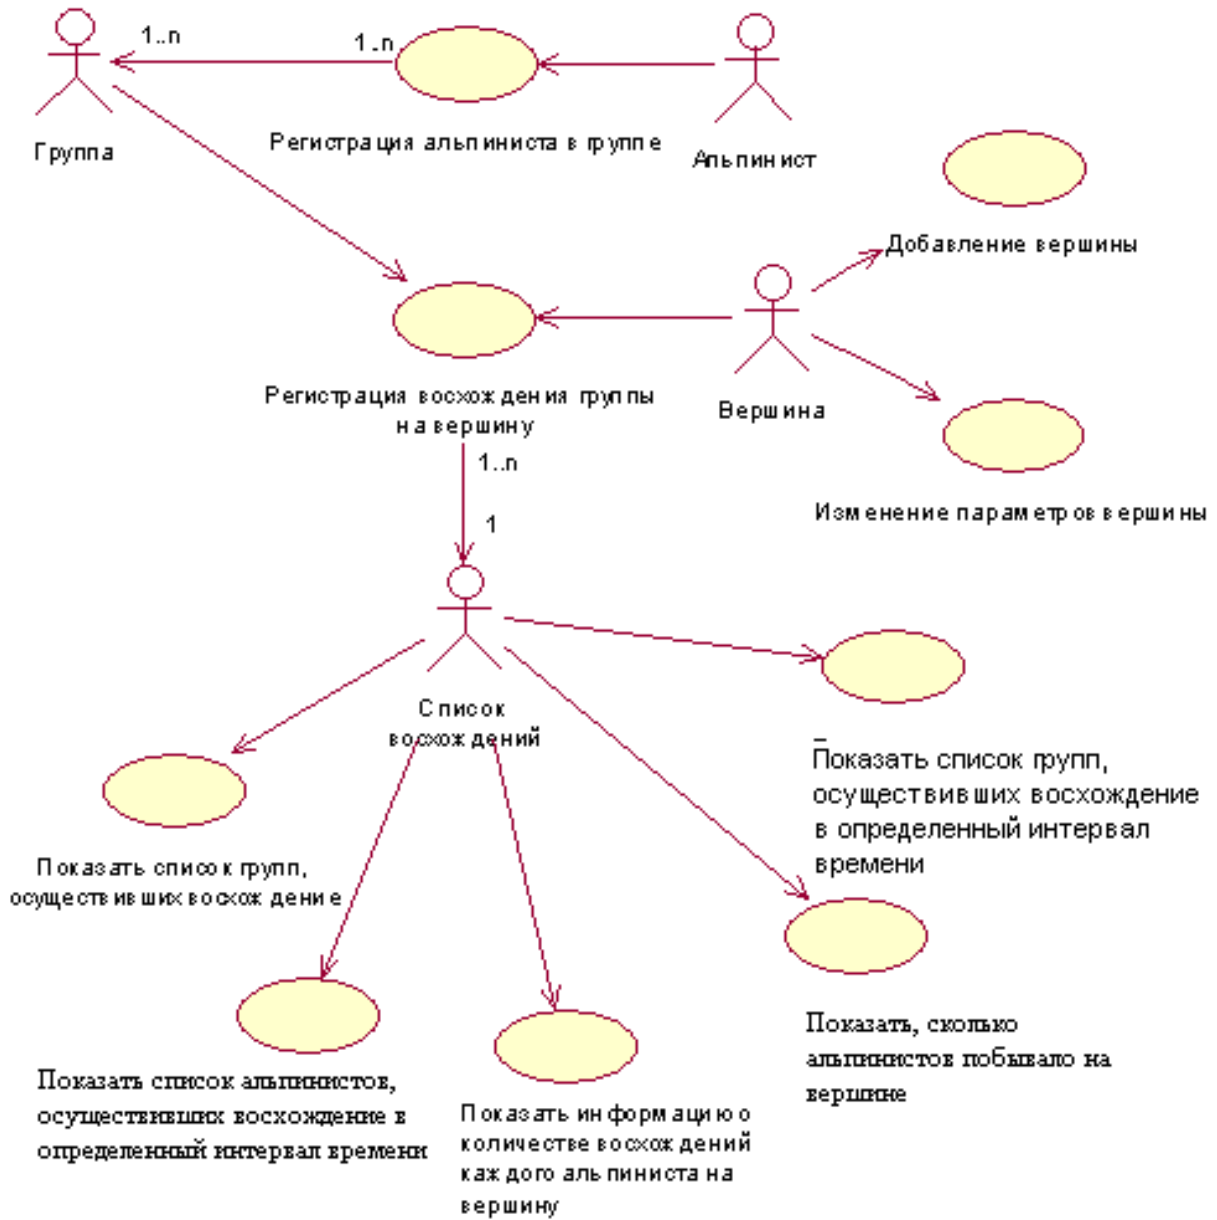 1..n
1..n
Группа
Регистрация альпиниста в группе
Альпинист
Добавление вершины
Регистрация восхождения группы
на вершину
Вершина
1..n
Изменение параметров вершины
1
Список
восхождений
Показать список групп,
осуществивших восхождение
в определенный интервал
времени
Показать список групп,
осуществивших восхождение
Показать, сколько
альпинистов побывало на
вершине
Показать список альпинистов,
осуществивших восхождение в
определенный интервал времени
Показать информацию о
количестве восхождений
каждого альпиниста на
вершину